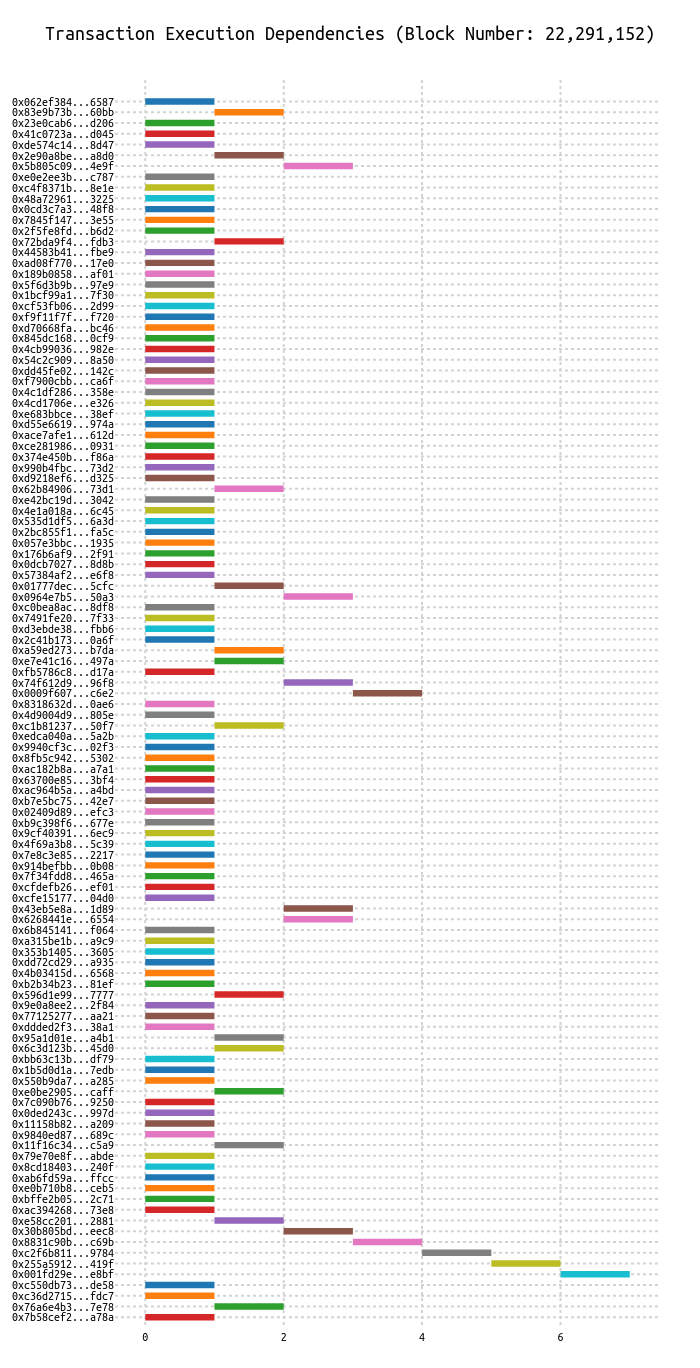 Transaction Execution Dependencies (Block Number: 22,291,152)
0x062ef384...6587
0x83e9b73b...60bb
0x23e0cab6...d206
0x41c0723a...d045
0xde574c14...8d47
0x2e90a8be...a8d0
0x5b805c09...4e9f
0xe0e2ee3b...c787
0xc4f8371b...8e1e
0x48a72961...3225
0x0cd3c7a3...48f8
0x7845f147...3e55
0x2f5fe8fd...b6d2
0x72bda9f4...fdb3
0x44583b41...fbe9
0xad08f770...17e0
0x189b0858...af01
0x5f6d3b9b...97e9
0x1bcf99a1...7f30
0xcf53fb06...2d99
0xf9f11f7f...f720
0xd70668fa...bc46
0x845dc168...0cf9
0x4cb99036...982e
0x54c2c909...8a50
0xdd45fe02...142c
0xf7900cbb...ca6f
0x4c1df286...358e
0x4cd1706e...e326
0xe683bbce...38ef
0xd55e6619...974a
0xace7afe1...612d
0xce281986...0931
0x374e450b...f86a
0x990b4fbc...73d2
0xd9218ef6...d325
0x62b84906...73d1
0xe42bc19d...3042
0x4e1a018a...6c45
0x535d1df5...6a3d
0x2bc855f1...fa5c
0x057e3bbc...1935
0x176b6af9...2f91
0x0dcb7027...8d8b
0x57384af2...e6f8
0x01777dec...5cfc
0x0964e7b5...50a3
0xc0bea8ac...8df8
0x7491fe20...7f33
0xd3ebde38...fbb6
0x2c41b173...0a6f
0xa59ed273...b7da
0xe7e41c16...497a
0xfb5786c8...d17a
0x74f612d9...96f8
0x0009f607...c6e2
0x8318632d...0ae6
0x4d9004d9...805e
0xc1b81237...50f7
0xedca040a...5a2b
0x9940cf3c...02f3
0x8fb5c942...5302
0xac182b8a...a7a1
0x63700e85...3bf4
0xac964b5a...a4bd
0xb7e5bc75...42e7
0x02409d89...efc3
0xb9c398f6...677e
0x9cf40391...6ec9
0x4f69a3b8...5c39
0x7e8c3e85...2217
0x914befbb...0b08
0x7f34fdd8...465a
0xcfdefb26...ef01
0xcfe15177...04d0
0x43eb5e8a...1d89
0x6268441e...6554
0x6b845141...f064
0xa315be1b...a9c9
0x353b1405...3605
0xdd72cd29...a935
0x4b03415d...6568
0xb2b34b23...81ef
0x596d1e99...7777
0x9e0a8ee2...2f84
0x77125277...aa21
0xddded2f3...38a1
0x95a1d01e...a4b1
0x6c3d123b...45d0
0xbb63c13b...df79
0x1b5d0d1a...7edb
0x550b9da7...a285
0xe0be2905...caff
0x7c090b76...9250
0x0ded243c...997d
0x11158b82...a209
0x9840ed87...689c
0x11f16c34...c5a9
0x79e70e8f...abde
0x8cd18403...240f
0xab6fd59a...ffcc
0xe0b710b8...ceb5
0xbffe2b05...2c71
0xac394268...73e8
0xe58cc201...2881
0x30b805bd...eec8
0x8831c90b...c69b
0xc2f6b811...9784
0x255a5912...419f
0x001fd29e...e8bf
0xc550db73...de58
0xc36d2715...fdc7
0x76a6e4b3...7e78
0x7b58cef2...a78a
0 2 4 6